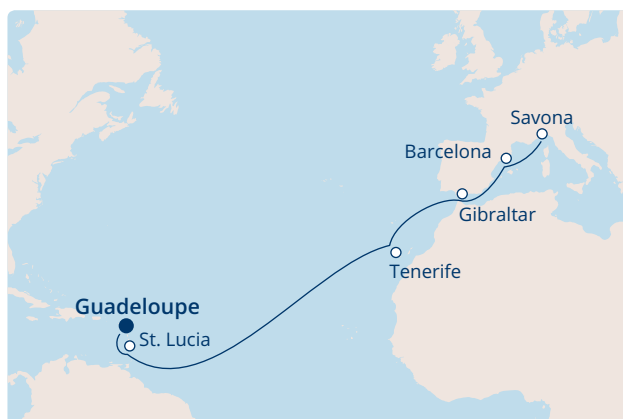 Savona
Barcelona
Gibraltar
Tenerife
Guadeloupe
St. Lucia